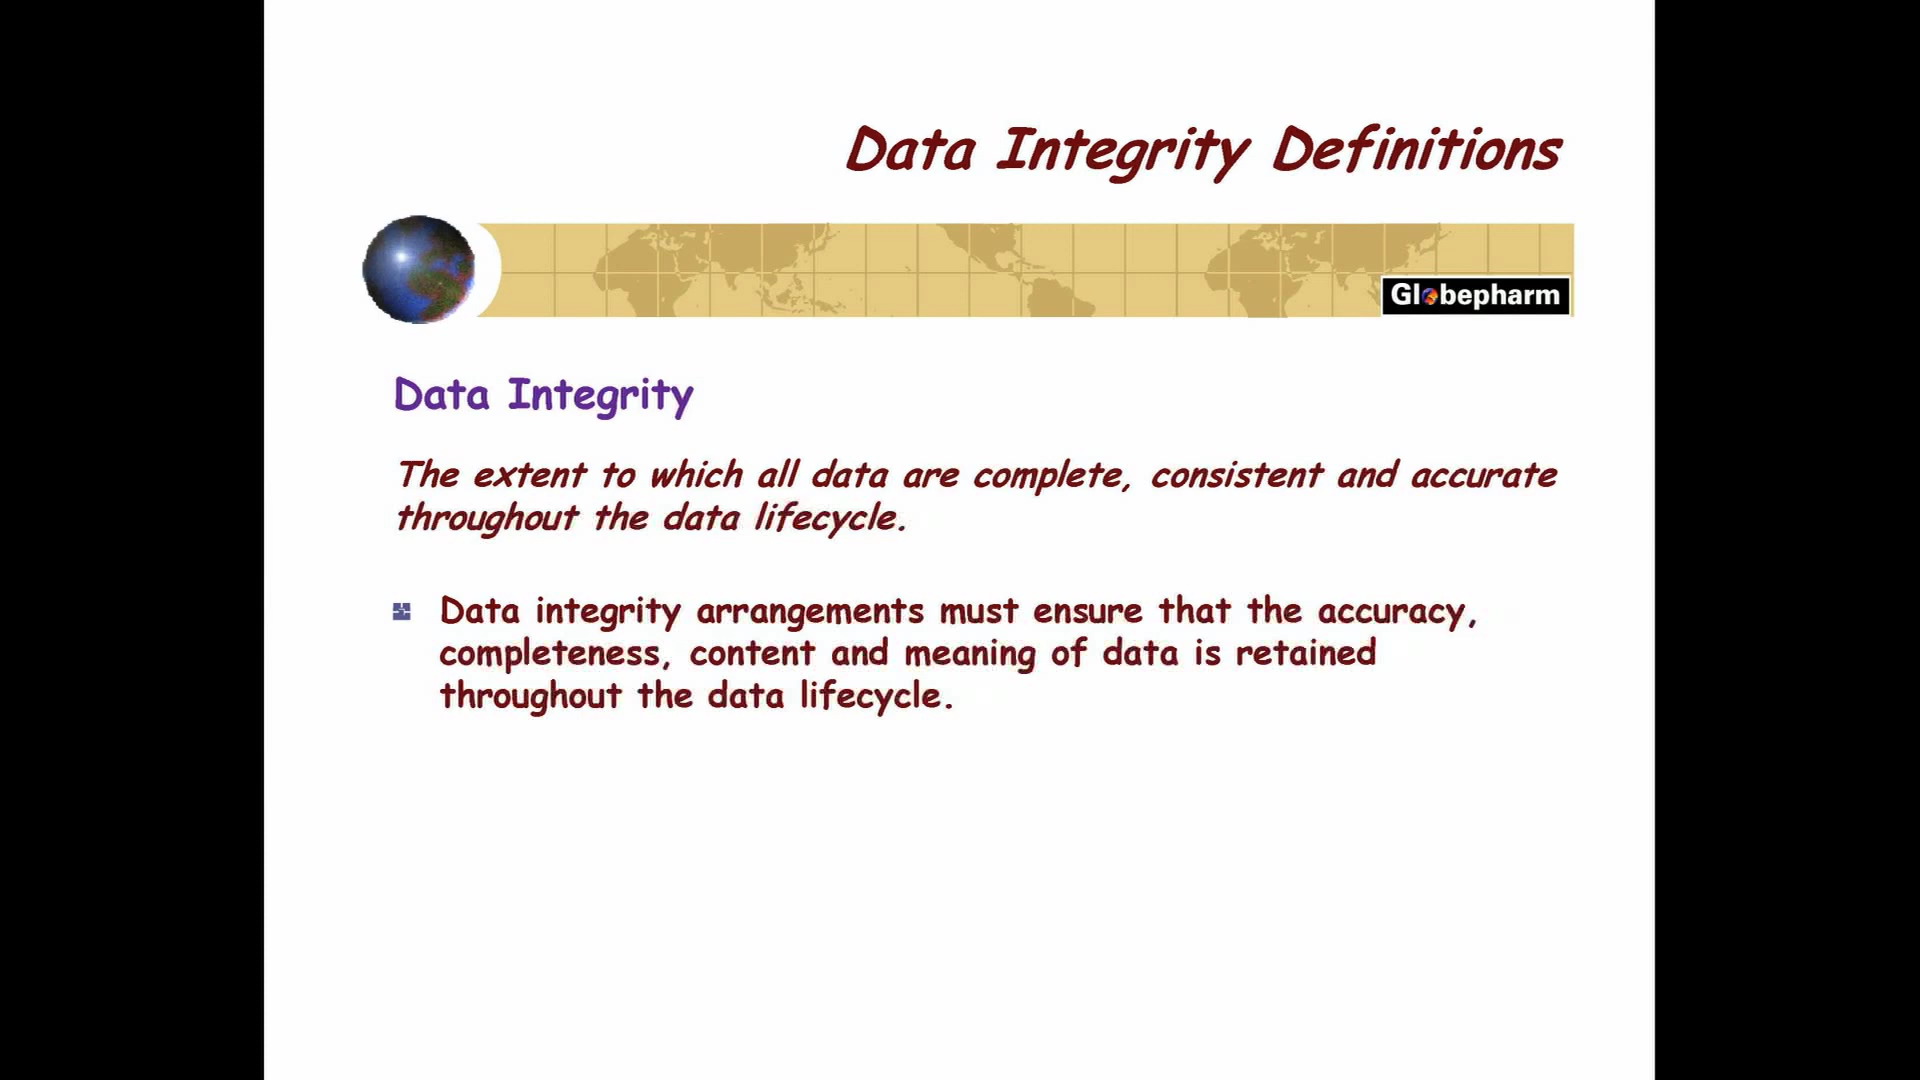 Data Integrity Definitions
Globepharm
Data Integrity
The extent to which all data are complete, consistent and accurate
throughout the data lifecycle.
Data integrity arrangements must ensure that the accuracy,
completeness, content and meaning of data is retained
throughout the data lifecycle.